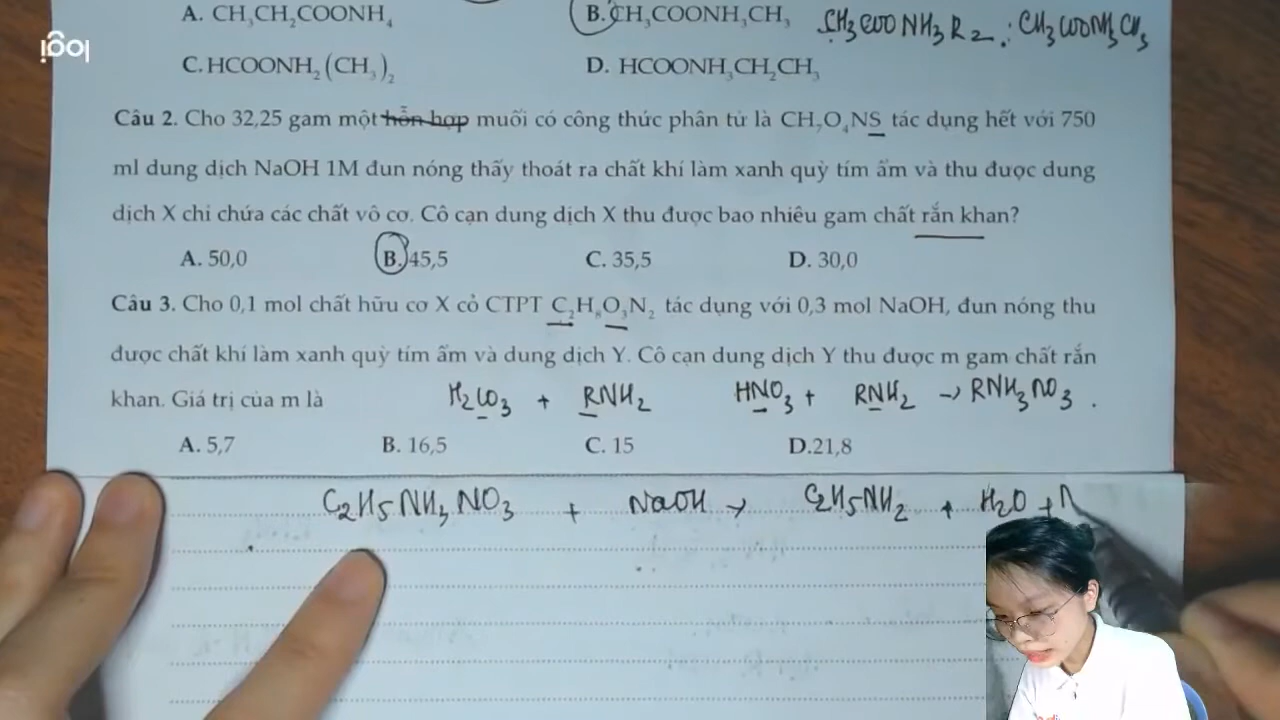 A. CH₃CH₂COONH₄ B. CH₃COONH₃CH₃ CH₃COONH₃R₂ : CH₃COONH₃CH₃
logi
C. HCOONH₂(CH₃)₂ D. HCOONH₃CH₂CH₃
Câu 2. Cho 32,25 gam một hỗn hợp muối có công thức phân tử là CH₇O₄NS tác dụng hết với 750
ml dung dịch NaOH 1M đun nóng thấy thoát ra chất khí làm xanh quỳ tím ẩm và thu được dung
dịch X chỉ chứa các chất vô cơ. Cô cạn dung dịch X thu được bao nhiêu gam chất rắn khan?
A. 50,0 B. 45,5 C. 35,5 D. 30,0
Câu 3. Cho 0,1 mol chất hữu cơ X có CTPT C₂H₈O₃N₂ tác dụng với 0,3 mol NaOH, đun nóng thu
được chất khí làm xanh quỳ tím ẩm và dung dịch Y. Cô cạn dung dịch Y thu được m gam chất rắn
khan. Giá trị của m là H₂CO₃ + RNH₂ HNO₃ + RNH₂ → RNH₃NO₃ .
A. 5,7 B. 16,5 C. 15 D.21,8
C₂H₅NH₃NO₃ + NaOH → C₂H₅NH₂ + H₂O +